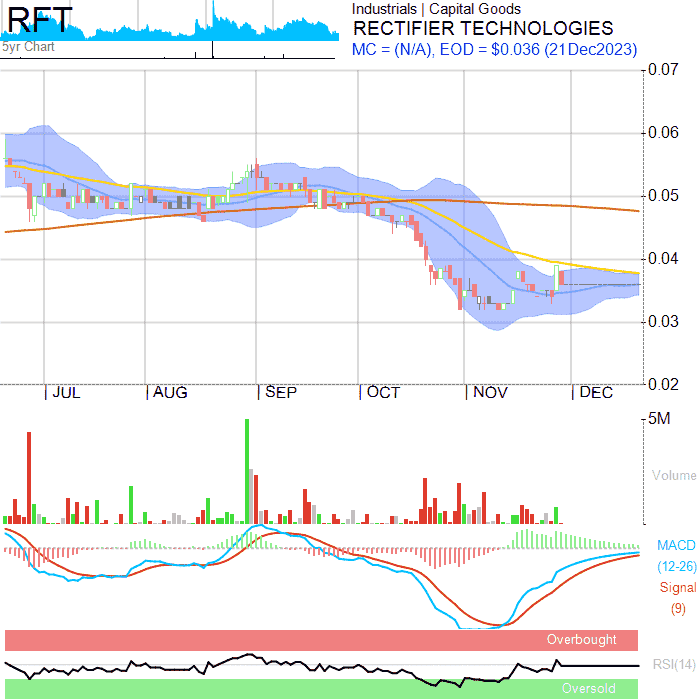 RFT
5yr Chart
Industrials | Capital Goods
RECTIFIER TECHNOLOGIES
MC = (N/A), EOD = $0.036 (21Dec2023)
0.07
0.06
0.05
0.04
0.03
0.02
JUL AUG SEP OCT NOV DEC
5M
Volume
MACD
(12-26)
Signal
(9)
Overbought
RSI(14)
Oversold